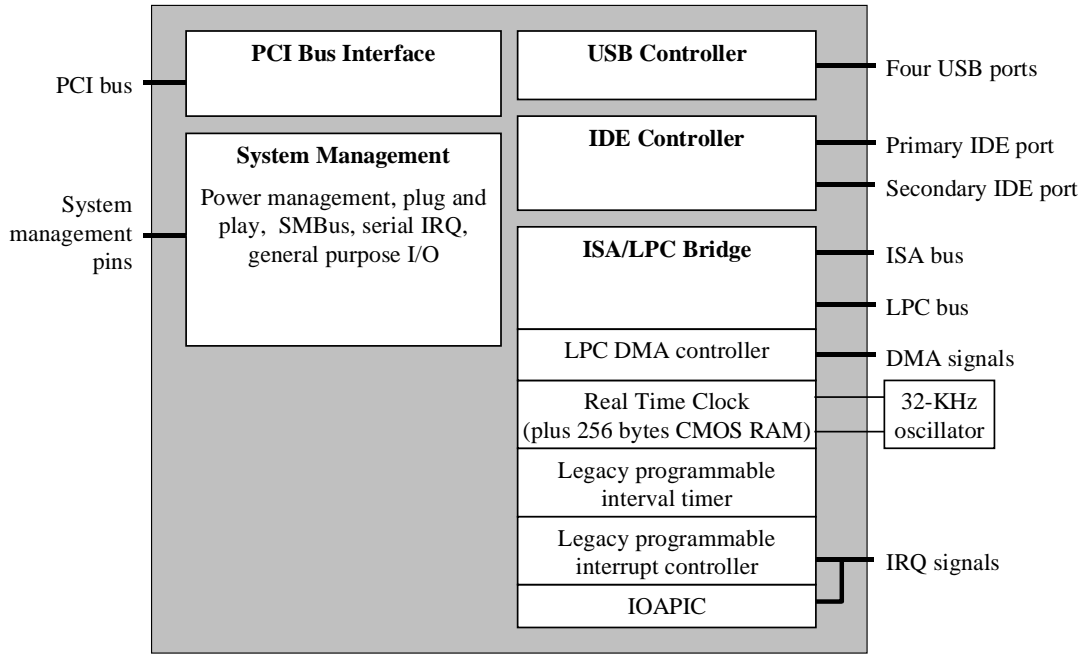 PCI Bus Interface
PCI bus
System Management
Power management, plug and
play,  SMBus, serial IRQ,
general purpose I/O
System
management
pins
USB Controller
Four USB ports
IDE Controller
Primary IDE port
Secondary IDE port
ISA/LPC Bridge
ISA bus
LPC bus
LPC DMA controller
DMA signals
Real Time Clock
(plus 256 bytes CMOS RAM)
32-KHz
oscillator
Legacy programmable
interval timer
Legacy programmable
interrupt controller
IRQ signals
IOAPIC